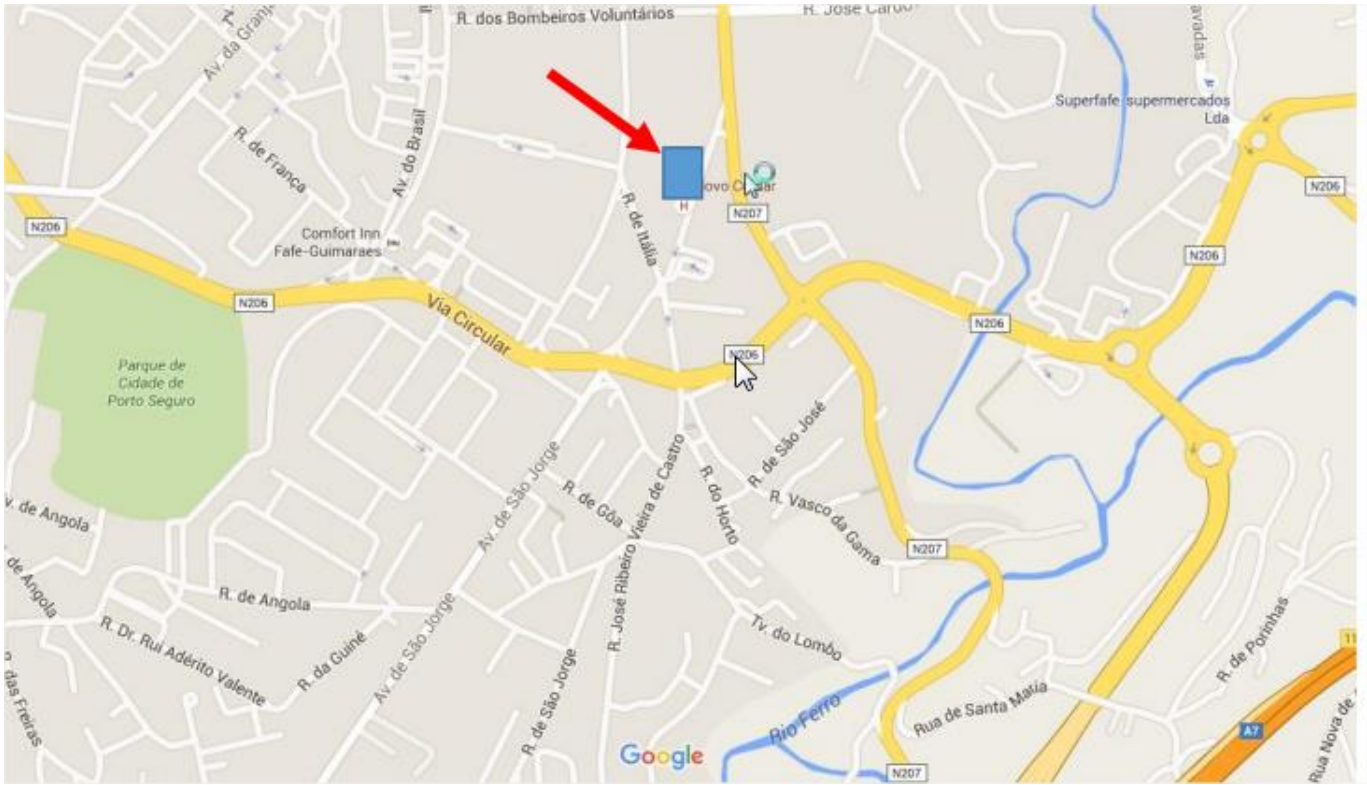 R. dos Bombeiros Voluntários
R. José
Av. da Granja
Superfafe supermercados
Lda
R. de França
Av. do Brasil
N206
R. de Itália
N207
H
N206
Comfort Inn
Fafe-Guimaraes
N206
N206
Via Circular
N206
N206
Parque de
Cidade de
Porto Seguro
R. de São José
Av. de São Jorge
R. de Gôa
R. José Ribeiro Vieira de Castro
R. do Horto
R. Vasco da Gama
v. de Angola
N207
de Angola
R. de Angola
R. Dr. Rui Adérito Valente
R. da Guiné
Av. de São Jorge
R. de São Jorge
Tv. do Lombo
R. de Porinhas
11
R. das Freiras
Rio Ferro
Rua de Santa Maria
A7
Rua Nova de
Google
N207